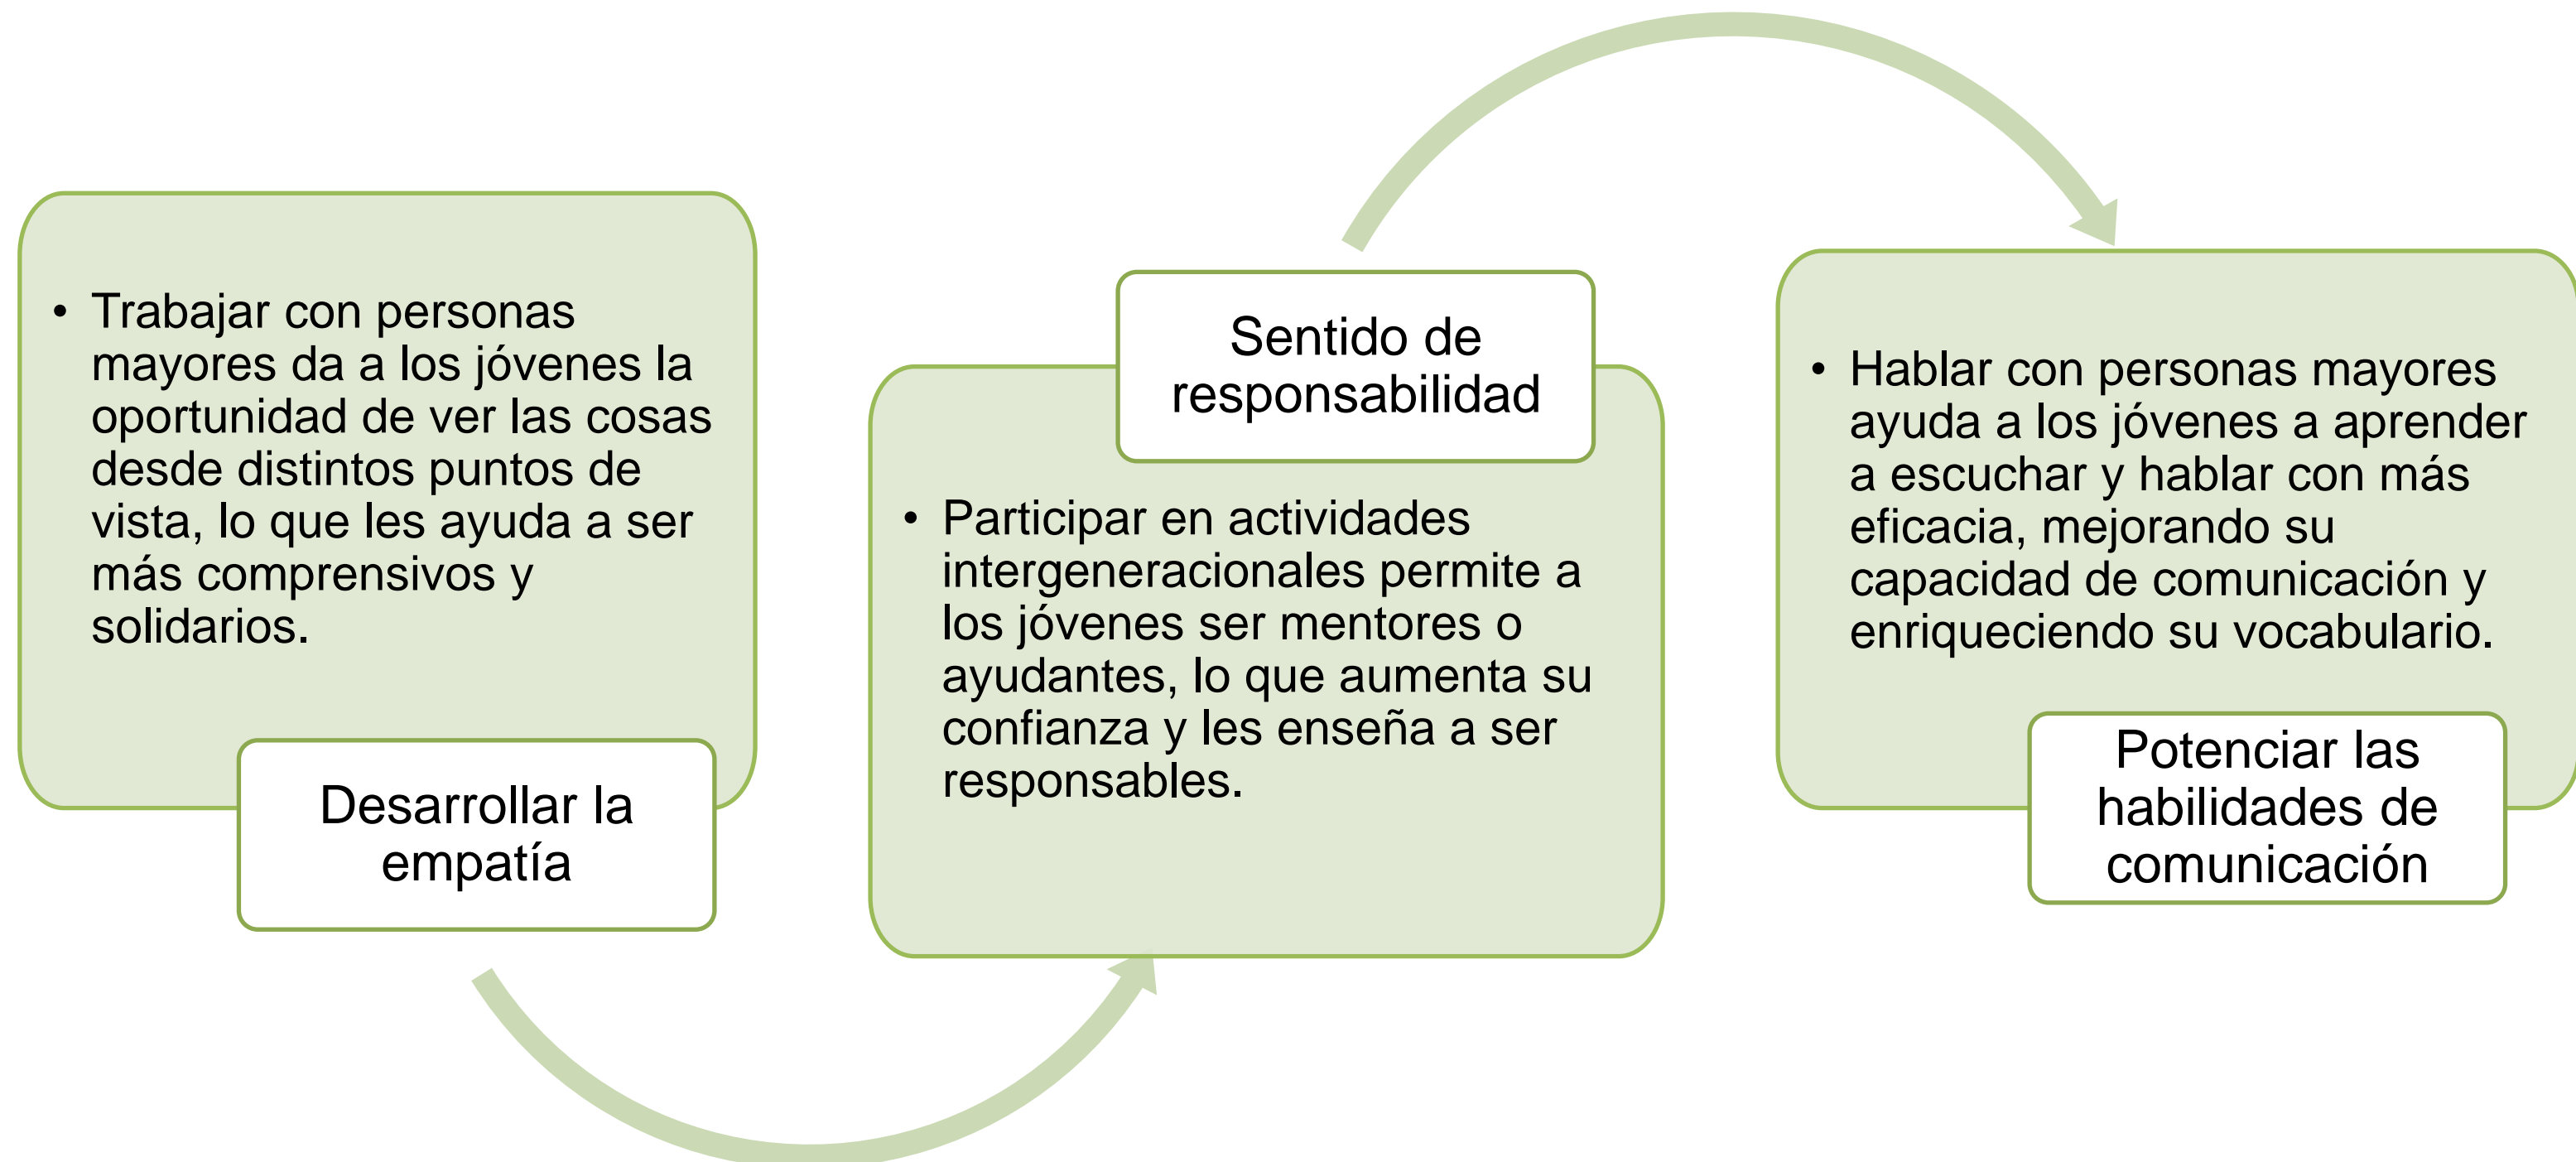 • Trabajar con personas
mayores da a los jóvenes la
oportunidad de ver las cosas
desde distintos puntos de
vista, lo que les ayuda a ser
más comprensivos y
solidarios.
Desarrollar la
empatía
Sentido de
responsabilidad
• Participar en actividades
intergeneracionales permite a
los jóvenes ser mentores o
ayudantes, lo que aumenta su
confianza y les enseña a ser
responsables.
• Hablar con personas mayores
ayuda a los jóvenes a aprender
a escuchar y hablar con más
eficacia, mejorando su
capacidad de comunicación y
enriqueciendo su vocabulario.
Potenciar las
habilidades de
comunicación